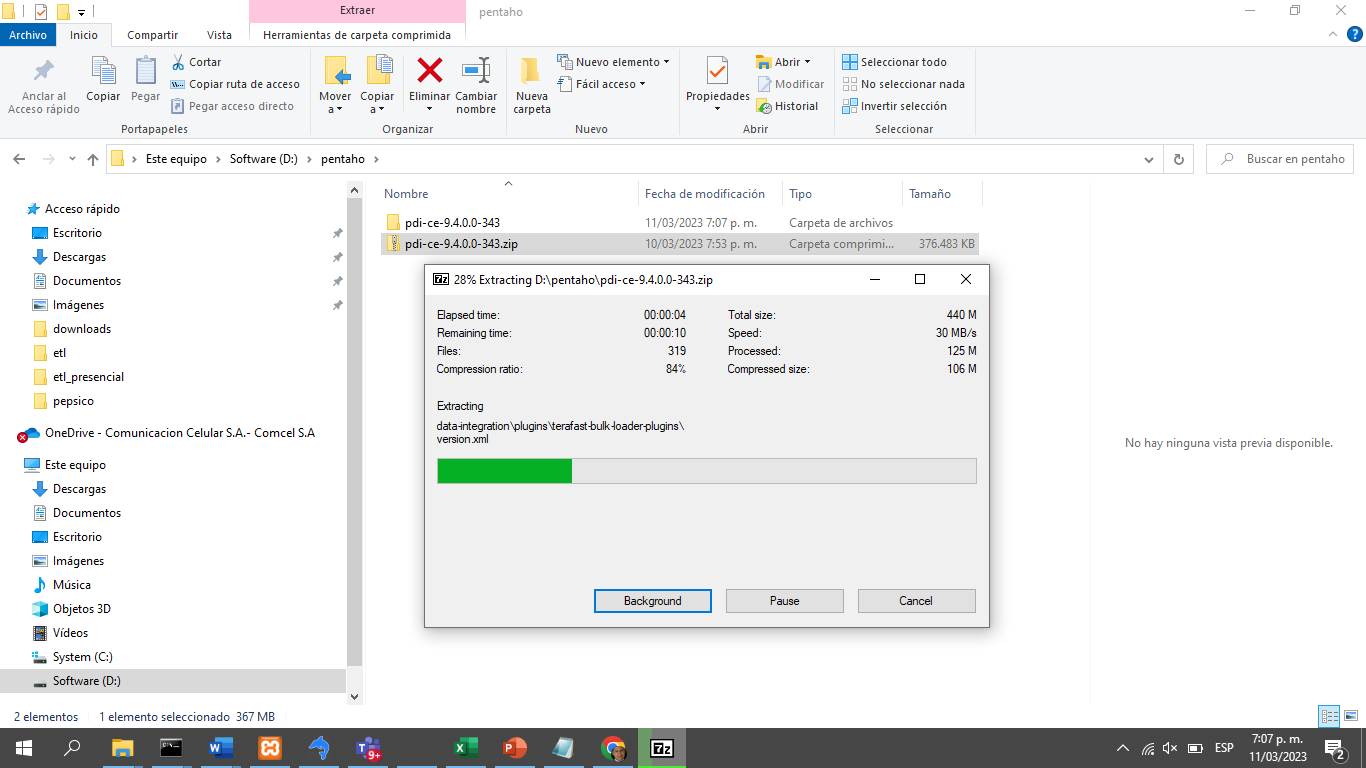 Extraer
pentaho
Archivo
Inicio
Compartir
Vista
Herramientas de carpeta comprimida
Anclar al
Acceso rápido
Copiar
Pegar
Cortar
Copiar ruta de acceso
Pegar acceso directo
Portapapeles
Mover
a
Copiar
a
Eliminar
Cambiar
nombre
Organizar
Nueva
carpeta
Nuevo elemento
Fácil acceso
Nuevo
Propiedades
Abrir
Modificar
Historial
Abrir
Seleccionar todo
No seleccionar nada
Invertir selección
Seleccionar
Este equipo > Software (D:) > pentaho >
Buscar en pentaho
Acceso rápido
Escritorio
Descargas
Documentos
Imágenes
downloads
etl
etl_presencial
pepsico
OneDrive - Comunicacion Celular S.A.- Comcel S.A
Este equipo
Descargas
Documentos
Escritorio
Imágenes
Música
Objetos 3D
Vídeos
System (C:)
Software (D:)
Nombre Fecha de modificación Tipo Tamaño
pdi-ce-9.4.0.0-343 11/03/2023 7:07 p. m. Carpeta de archivos
pdi-ce-9.4.0.0-343.zip 10/03/2023 7:53 p. m. Carpeta comprimi... 376.483 KB
7z 28% Extracting D:\pentaho\pdi-ce-9.4.0.0-343.zip
Elapsed time: 00:00:04 Total size: 440 M
Remaining time: 00:00:10 Speed: 30 MB/s
Files: 319 Processed: 125 M
Compression ratio: 84% Compressed size: 106 M
Extracting
data-integration\plugins\terafast-bulk-loader-plugins\
version.xml
Background Pause Cancel
No hay ninguna vista previa disponible.
2 elementos 1 elemento seleccionado 367 MB
9+
7z
ESP
7:07 p. m.
11/03/2023
2